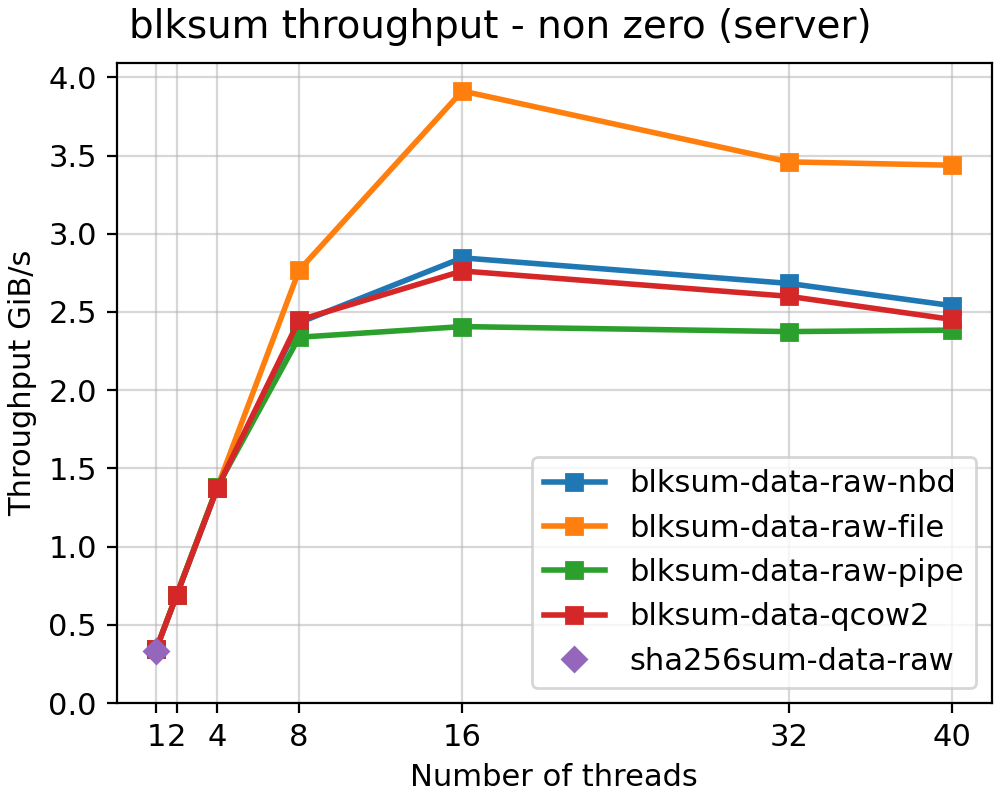 blksum throughput - non zero (server)
Throughput GiB/s
4.0
3.5
3.0
2.5
2.0
1.5
1.0
0.5
0.0
1 2 4 8 16 32 40
Number of threads
blksum-data-raw-nbd
blksum-data-raw-file
blksum-data-raw-pipe
blksum-data-qcow2
sha256sum-data-raw